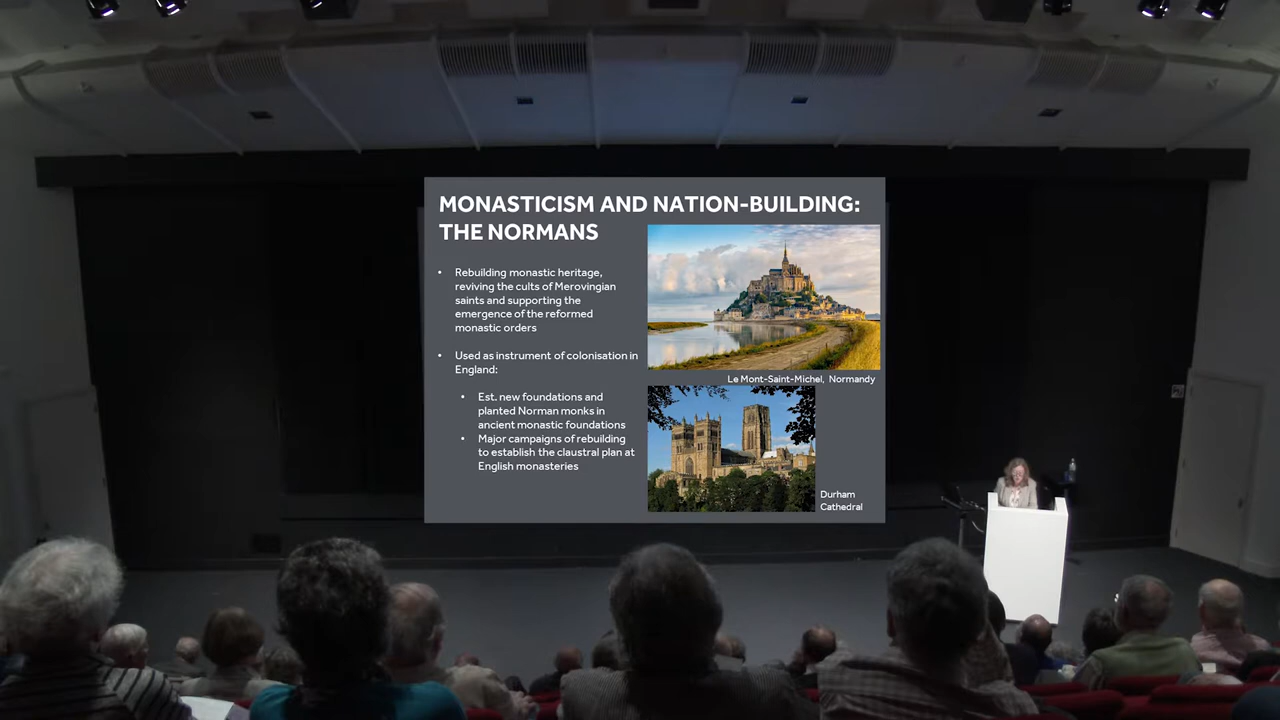 MONASTICISM AND NATION-BUILDING:
THE NORMANS
• Rebuilding monastic heritage,
reviving the cults of Merovingian
saints and supporting the
emergence of the reformed
monastic orders
• Used as instrument of colonisation in
England:
• Est. new foundations and
planted Norman monks in
ancient monastic foundations
• Major campaigns of rebuilding
to establish the claustral plan at
English monasteries
Le Mont-Saint-Michel, Normandy
Durham
Cathedral